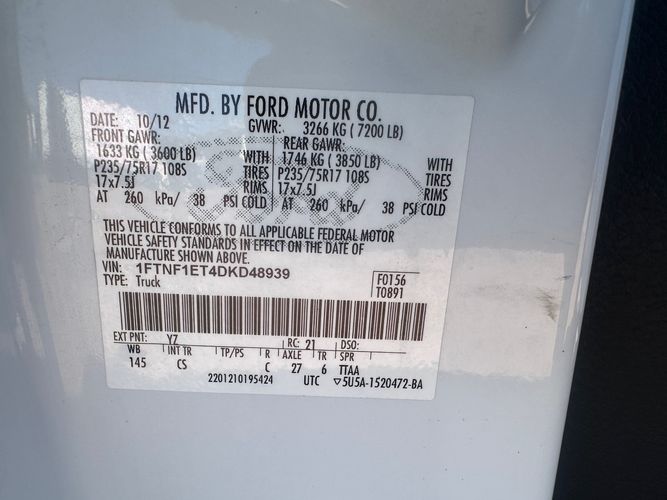 MFD. BY FORD MOTOR CO.
DATE: 10/12 GVWR: 3266 KG ( 7200 LB)
FRONT GAWR: REAR GAWR:
1633 KG ( 3600 LB) WITH 1746 KG ( 3850 LB) WITH
P235/75R17 108S TIRES P235/75R17 108S TIRES
17x7.5J RIMS 17x7.5J RIMS
AT 260 kPa/ 38 PSI COLD AT 260 kPa/ 38 PSI COLD
THIS VEHICLE CONFORMS TO ALL APPLICABLE FEDERAL MOTOR
VEHICLE SAFETY STANDARDS IN EFFECT ON THE DATE OF
MANUFACTURE SHOWN ABOVE.
VIN: 1FTNF1ET4DKD48939
TYPE: Truck
F0156
T0891
EXT PNT: YZ RC: 21 DSO:
WB INT TR TP/PS R AXLE TR SPR
145 CS C 27 6 TTAA
2201210195424 UTC ▽5U5A-1520472-BA
Ford